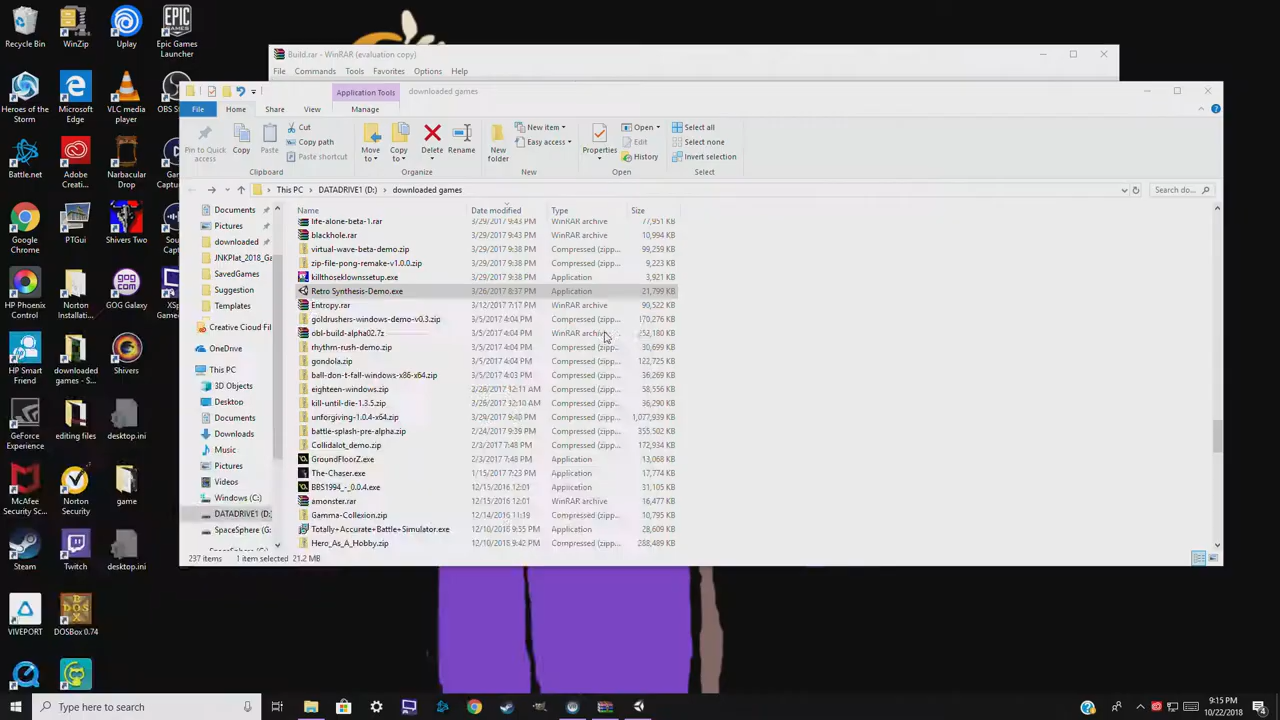 Recycle Bin
WinZip
Uplay
Epic Games Launcher
Heroes of the Storm
Microsoft Edge
VLC media player
OBS St
Battle.net
Adobe Creati...
Narbacular Drop
Google Chrome
PTGui
Shivers Two
Soun
Captu
HP Phoenix Control
Norton Installati...
GOG Galaxy
XSp
HP Smart Friend
downloaded games - S...
Shivers
GeForce Experience
editing files
desktop.ini
McAfee Security Sc...
Norton Security
game
Steam
Twitch
desktop.ini
VIVEPORT
DOSBox 0.74
Build.rar - WinRAR (evaluation copy)
File Commands Tools Favorites Options Help
Application Tools downloaded games
File Home Share View Manage
Pin to Quick access
Copy
Paste
Cut
Copy path
Paste shortcut
Clipboard
Move to
Copy to
Delete
Rename
Organize
New folder
New item
Easy access
New
Properties
Open
Edit
History
Open
Select all
Select none
Invert selection
Select
This PC > DATADRIVE1 (D:) > downloaded games
Search do...
Documents
Pictures
downloaded
JNKPlat_2018_Ga
SavedGames
Suggestion
Templates
Creative Cloud Fil
OneDrive
This PC
3D Objects
Desktop
Documents
Downloads
Music
Pictures
Videos
Windows (C:)
DATADRIVE1 (D:)
SpaceSphere (G:
Name Date modified Type Size
life-alone-beta-1.rar 3/29/2017 9:43 PM WinRAR archive 77,951 KB
blackhole.rar 3/29/2017 9:43 PM WinRAR archive 10,994 KB
virtual-wave-beta-demo.zip 3/29/2017 9:38 PM Compressed (zipp... 99,259 KB
zip-file-pong-remake-v1.0.0.zip 3/29/2017 9:38 PM Compressed (zipp... 9,223 KB
killthoseklownssetup.exe 3/29/2017 9:38 PM Application 3,921 KB
Retro Synthesis-Demo.exe 3/26/2017 8:37 PM Application 21,799 KB
Entropy.rar 3/12/2017 7:17 PM WinRAR archive 90,522 KB
goldrushers-windows-demo-v0.3.zip 3/5/2017 4:04 PM Compressed (zipp... 170,276 KB
obl-build-alpha02.7z 3/5/2017 4:04 PM WinRAR archive 252,180 KB
rhythm-rush-demo.zip 3/5/2017 4:04 PM Compressed (zipp... 30,699 KB
gondola.zip 3/5/2017 4:04 PM Compressed (zipp... 122,725 KB
ball-don-t-fall-windows-x86-x64.zip 3/5/2017 4:03 PM Compressed (zipp... 36,269 KB
eighteen-windows.zip 2/26/2017 12:11 AM Compressed (zipp... 58,556 KB
kill-until-die-1.3.5.zip 2/26/2017 12:10 AM Compressed (zipp... 36,290 KB
unforgiving-1.0.4-x64.zip 3/29/2017 9:40 PM Compressed (zipp... 1,077,939 KB
battle-splash-pre-alpha.zip 2/24/2017 9:39 PM Compressed (zipp... 355,502 KB
Collidalot_demo.zip 2/3/2017 7:48 PM Compressed (zipp... 172,934 KB
GroundFloorZ.exe 2/3/2017 7:48 PM Application 13,068 KB
The-Chaser.exe 1/15/2017 7:23 PM Application 17,774 KB
BBS1994_-_0.0.4.exe 12/15/2016 12:01 Application 31,105 KB
amonster.rar 12/15/2016 12:01 WinRAR archive 16,477 KB
Gamma-Collexion.zip 12/14/2016 11:19 Compressed (zipp... 10,795 KB
Totally+Accurate+Battle+Simulator.exe 12/10/2016 9:55 PM Application 28,609 KB
Hero_As_A_Hobby.zip 12/10/2016 9:42 PM Compressed (zipp... 288,489 KB
237 items 1 item selected 21.2 MB
Type here to search
9:15 PM
10/22/2018